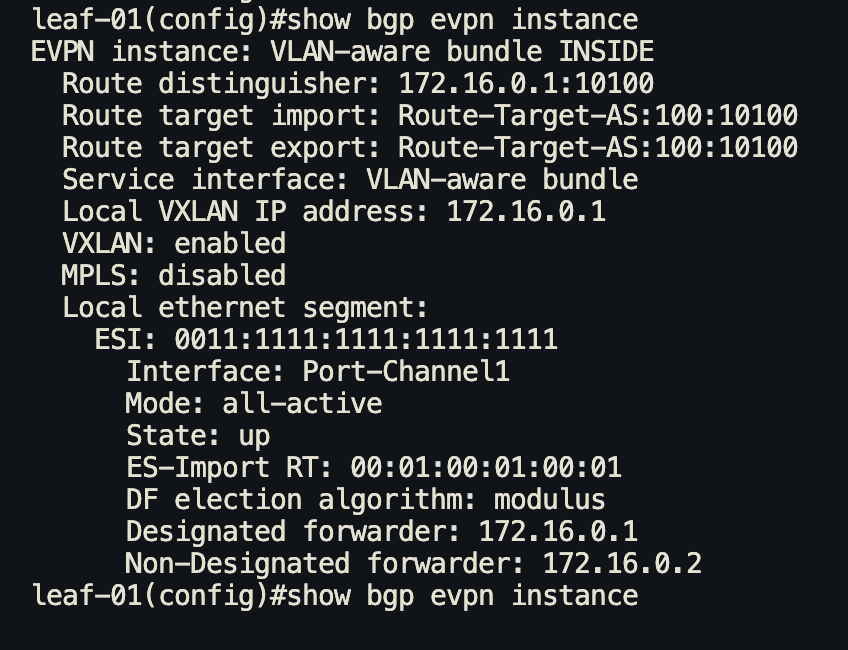 leaf-01(config)#show bgp evpn instance
EVPN instance: VLAN-aware bundle INSIDE
  Route distinguisher: 172.16.0.1:10100
  Route target import: Route-Target-AS:100:10100
  Route target export: Route-Target-AS:100:10100
  Service interface: VLAN-aware bundle
  Local VXLAN IP address: 172.16.0.1
  VXLAN: enabled
  MPLS: disabled
  Local ethernet segment:
    ESI: 0011:1111:1111:1111:1111
      Interface: Port-Channel1
      Mode: all-active
      State: up
      ES-Import RT: 00:01:00:01:00:01
      DF election algorithm: modulus
      Designated forwarder: 172.16.0.1
      Non-Designated forwarder: 172.16.0.2
leaf-01(config)#show bgp evpn instance